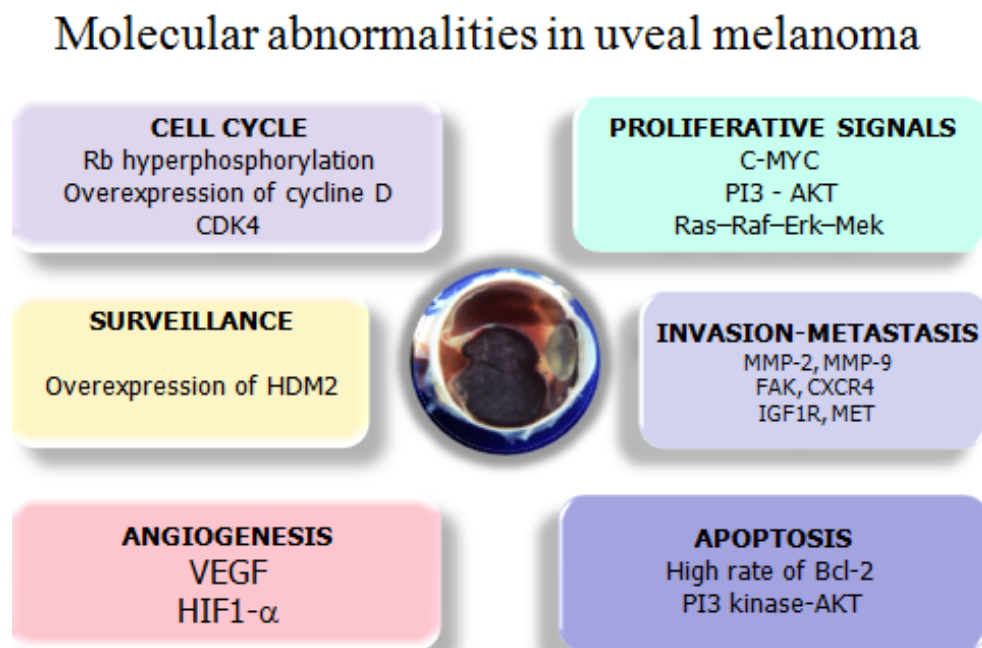 Molecular abnormalities in uveal melanoma
CELL CYCLE
Rb hyperphosphorylation
Overexpression of cycline D
CDK4
PROLIFERATIVE SIGNALS
C-MYC
PI3 - AKT
Ras–Raf–Erk–Mek
SURVEILLANCE
Overexpression of HDM2
INVASION-METASTASIS
MMP-2, MMP-9
FAK, CXCR4
IGF1R, MET
ANGIOGENESIS
VEGF
HIF1-α
APOPTOSIS
High rate of Bcl-2
PI3 kinase-AKT